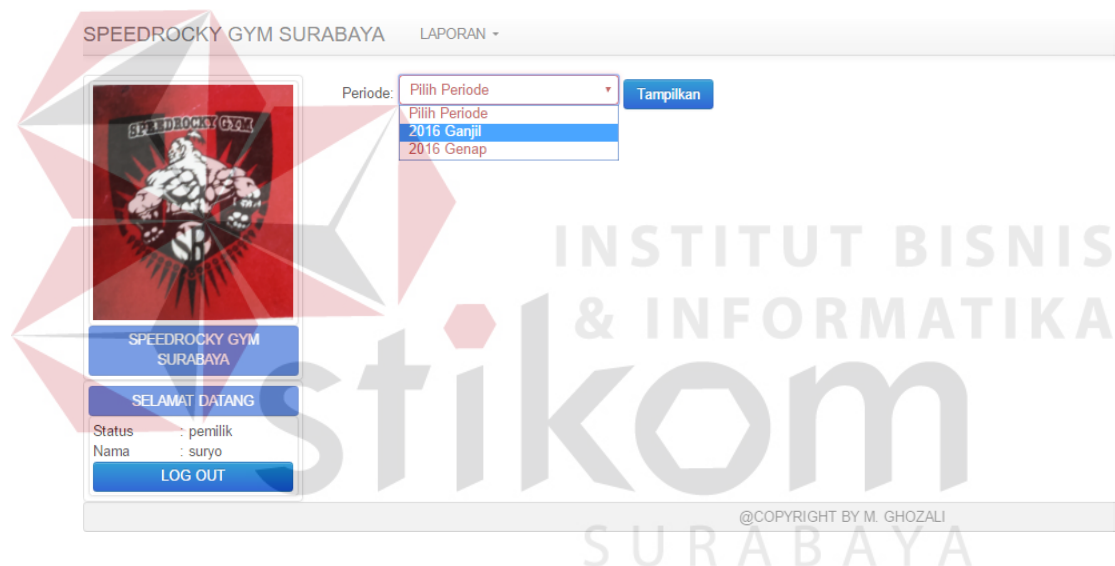 SPEEDROCKY GYM SURABAYA LAPORAN
Periode: Pilih Periode Tampilkan
Pilih Periode
2016 Ganjil
2016 Genap
SPEEDROCKY GYM
SR
SPEEDROCKY GYM
SURABAYA
SELAMAT DATANG
Status : pemilik
Nama : suryo
LOG OUT
@COPYRIGHT BY M. GHOZALI
INSTITUT BISNIS
& INFORMATIKA
stikom
SURABAYA